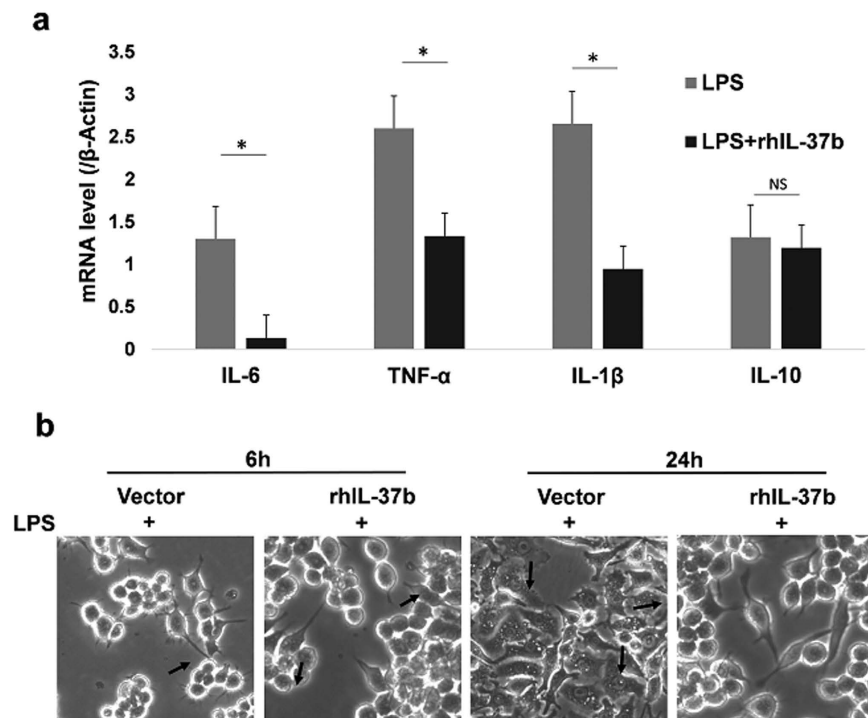 a
mRNA level (/β-Actin)
3.5
3
2.5
2
1.5
1
0.5
0
*
*
*
NS
LPS
LPS+rhIL-37b
IL-6 TNF-α IL-1β IL-10
b
6h 24h
Vector rhIL-37b Vector rhIL-37b
LPS + + + +